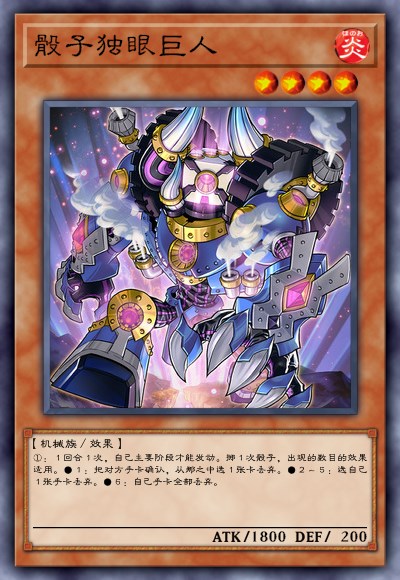 骰子独眼巨人
ほのお
炎
【机械族／效果】
①：1回合1次，自己主要阶段才能发动。掷1次骰子，出现的数目的效果
适用。●1：把对方手卡确认，从那之中选1张卡丢弃。●2－5：选自己
1张手卡丢弃。●6：自己手卡全部丢弃。
ATK/1800 DEF/ 200